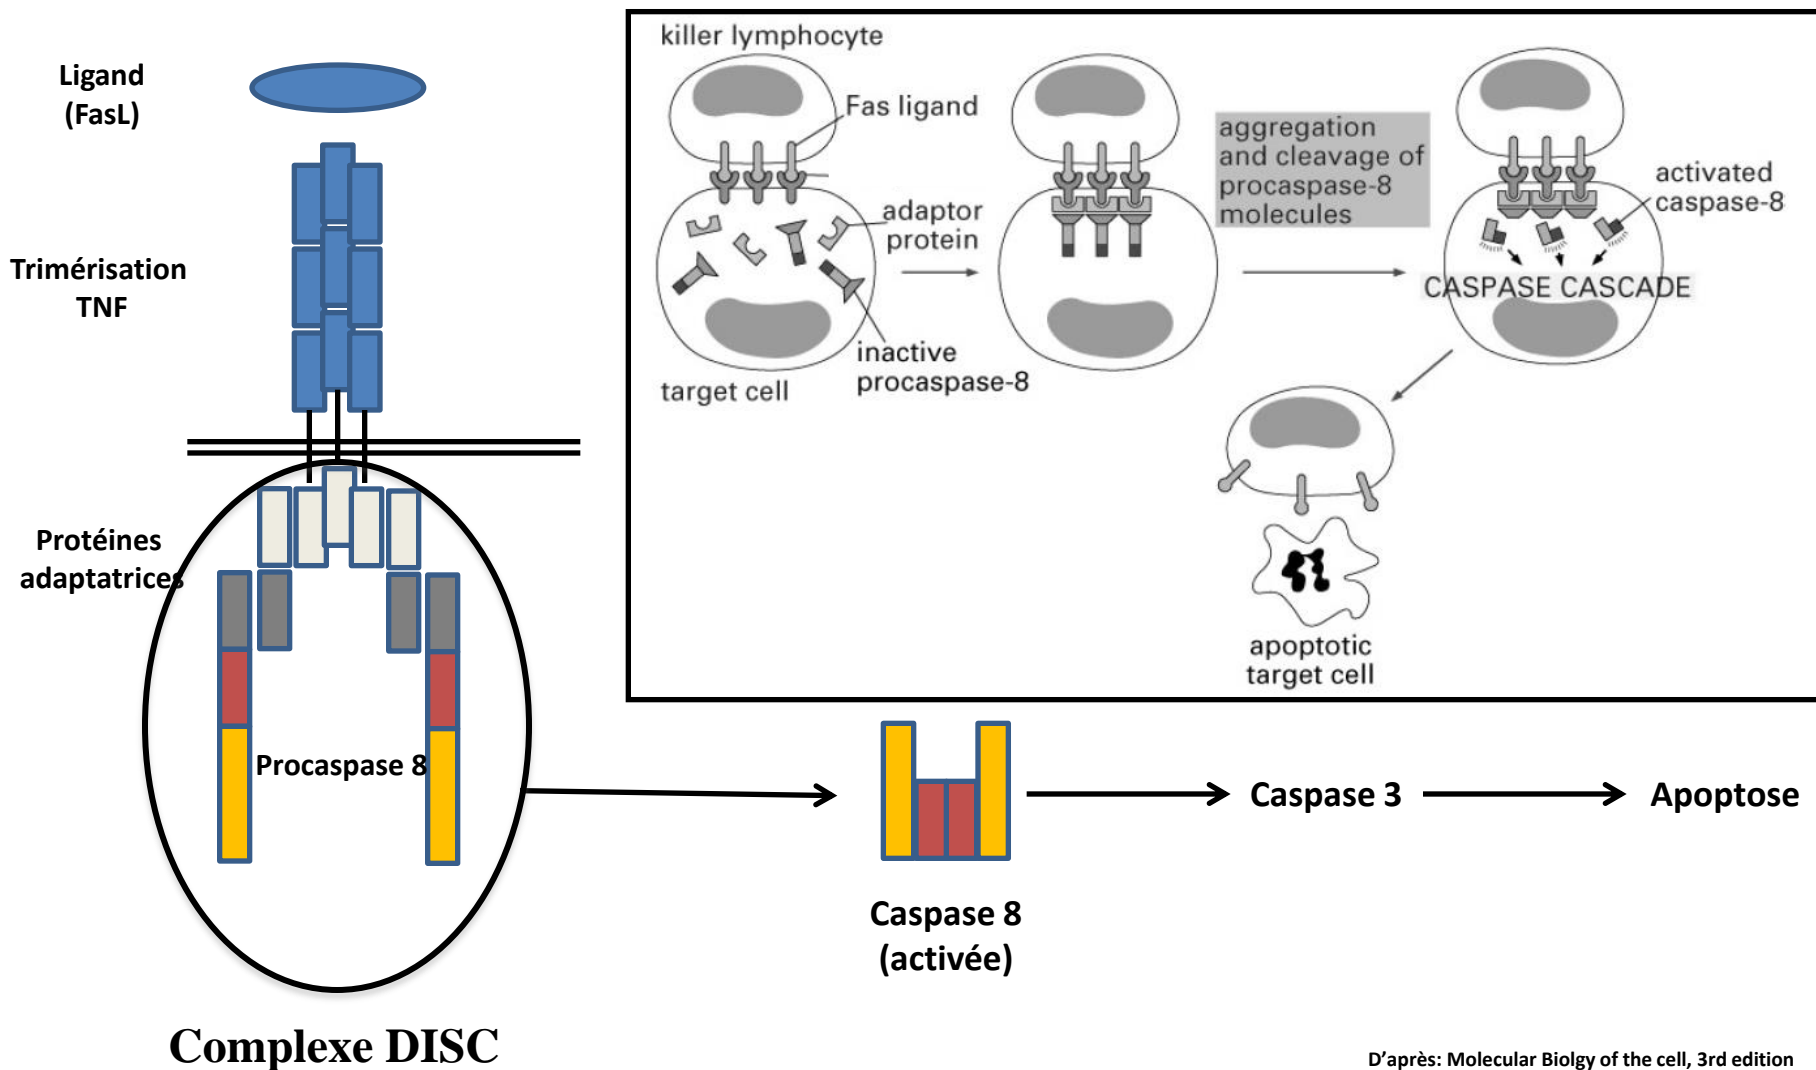 Ligand
(FasL)
Trimérisation
TNF
Protéines
adaptatrices
Procaspase 8
Complexe DISC
killer lymphocyte
Fas ligand
adaptor
protein
inactive
procaspase-8
target cell
aggregation
and cleavage of
procaspase-8
molecules
activated
caspase-8
CASPASE CASCADE
apoptotic
target cell
Caspase 8
(activée)
Caspase 3
Apoptose
D'après: Molecular Biolgy of the cell, 3rd edition